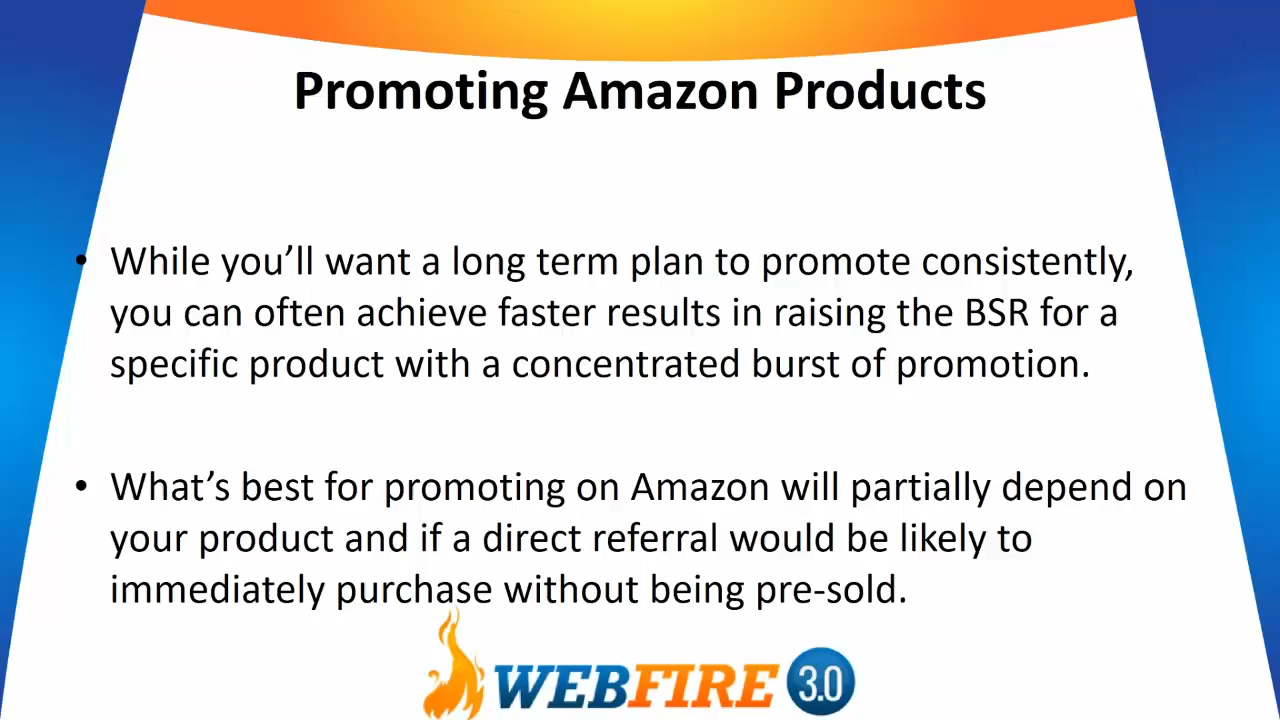 Promoting Amazon Products
• While you’ll want a long term plan to promote consistently,
you can often achieve faster results in raising the BSR for a
specific product with a concentrated burst of promotion.
• What’s best for promoting on Amazon will partially depend on
your product and if a direct referral would be likely to
immediately purchase without being pre-sold.
WEBFIRE 3.0